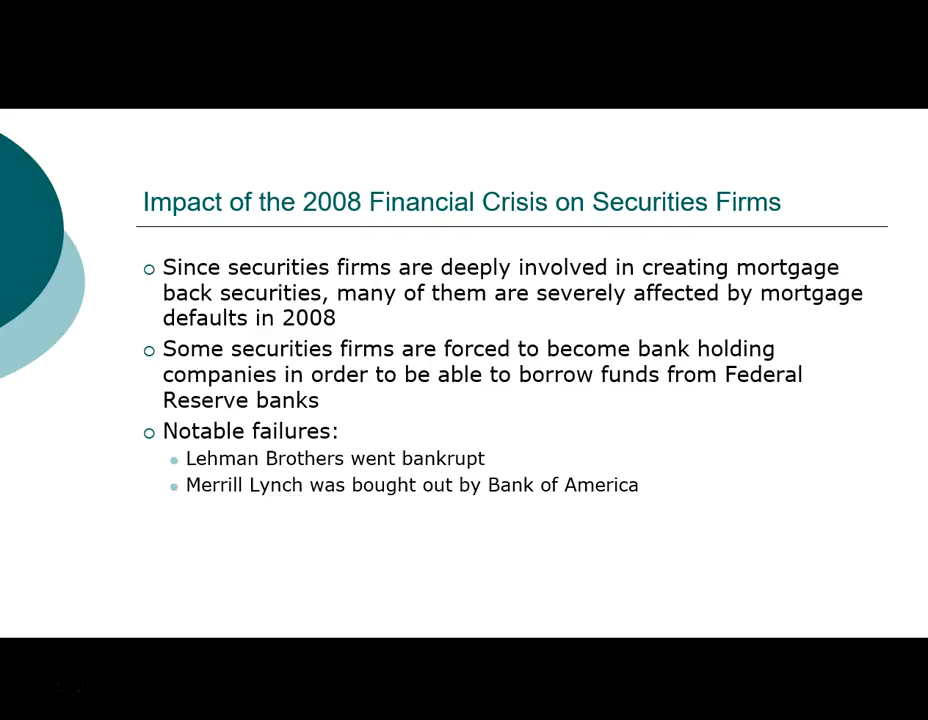 Impact of the 2008 Financial Crisis on Securities Firms
Since securities firms are deeply involved in creating mortgage
back securities, many of them are severely affected by mortgage
defaults in 2008
Some securities firms are forced to become bank holding
companies in order to be able to borrow funds from Federal
Reserve banks
Notable failures:
Lehman Brothers went bankrupt
Merrill Lynch was bought out by Bank of America